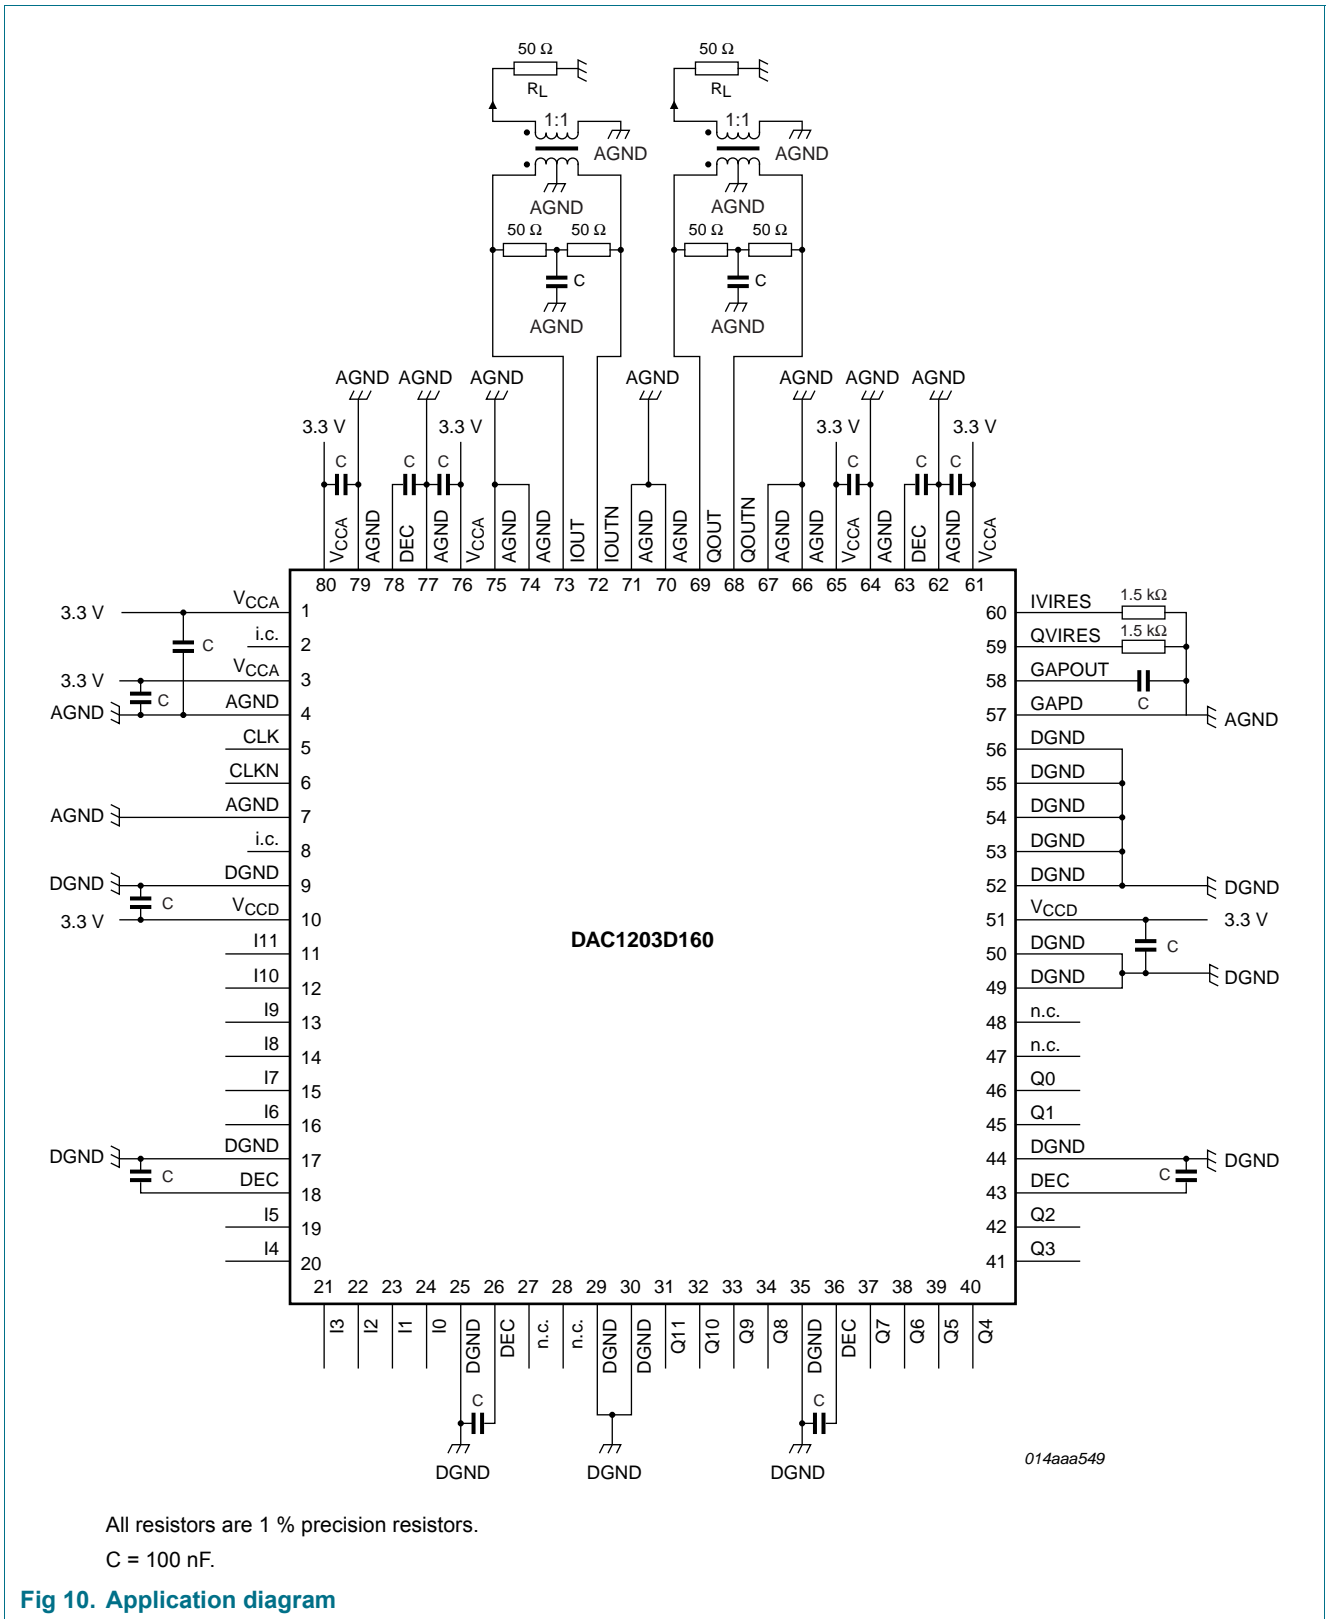 50 Ω 50 Ω
RL RL
1:1 1:1
AGND AGND
AGND AGND
50 Ω 50 Ω 50 Ω 50 Ω
C C
AGND AGND
AGND AGND AGND AGND AGND AGND AGND
3.3 V 3.3 V 3.3 V 3.3 V
C C C C C C
VCCA AGND DEC AGND VCCA AGND AGND IOUT IOUTN AGND AGND QOUT QOUTN AGND AGND VCCA AGND DEC AGND VCCA
80 79 78 77 76 75 74 73 72 71 70 69 68 67 66 65 64 63 62 61
3.3 V VCCA 1
i.c. 2
C
3.3 V VCCA 3
C
AGND AGND 4
CLK 5
CLKN 6
AGND AGND 7
i.c. 8
DGND DGND 9
C
3.3 V VCCD 10
I11 11
I10 12
I9 13
I8 14
I7 15
I6 16
DGND DGND 17
C
DEC 18
I5 19
I4 20
DAC1203D160
60 IVIRES 1.5 kΩ
59 QVIRES 1.5 kΩ
58 GAPOUT
C
57 GAPD AGND
56 DGND
55 DGND
54 DGND
53 DGND
52 DGND DGND
51 VCCD 3.3 V
C
50 DGND
49 DGND DGND
48 n.c.
47 n.c.
46 Q0
45 Q1
44 DGND DGND
C
43 DEC
42 Q2
41 Q3
21 22 23 24 25 26 27 28 29 30 31 32 33 34 35 36 37 38 39 40
I3 I2 I1 I0 DGND DEC n.c. n.c. DGND DGND Q11 Q10 Q9 Q8 DGND DEC Q7 Q6 Q5 Q4
C C
DGND DGND DGND
014aaa549
All resistors are 1 % precision resistors.
C = 100 nF.
Fig 10. Application diagram